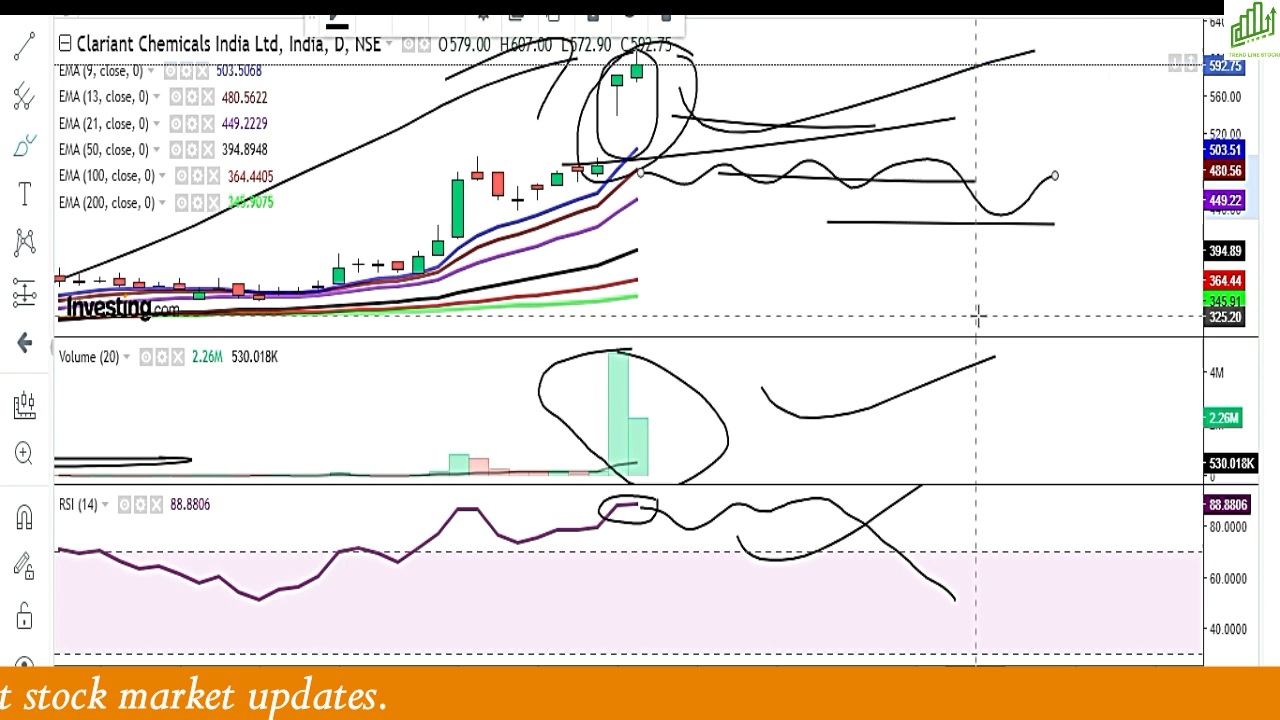 Clariant Chemicals India Ltd, India, D, NSE O579.00 H607.00 L572.90 C592.75
EMA (9, close, 0) 503.5068
EMA (13, close, 0) 480.5622
EMA (21, close, 0) 449.2229
EMA (50, close, 0) 394.8948
EMA (100, close, 0) 364.4405
EMA (200, close, 0) 345.9075
Investing.com
592.75
560.00
520.00
503.51
480.56
449.22
394.89
364.44
345.91
325.20
Volume (20) 2.26M 530.018K
4M
2.26M
530.018K
0
RSI (14) 88.8806
88.8806
80.0000
60.0000
40.0000
TREND LINE STOCKS
T
t stock market updates.